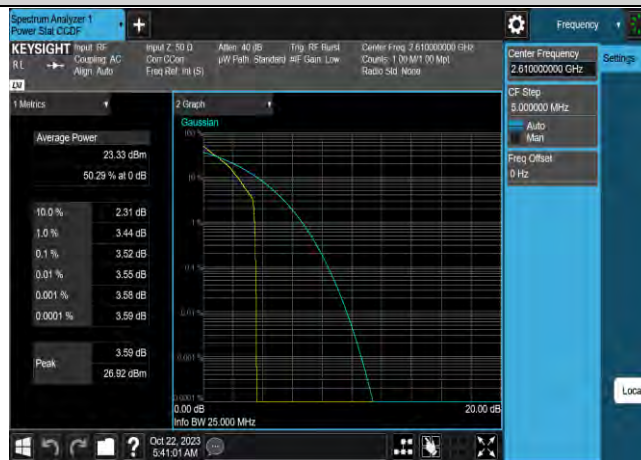 Spectrum Analyzer 1
Power Stat CCDF
+
Frequency
KEYSIGHT Input: RF Input Z: 50 Ω Atten: 40 dB Trig: RF Burst Center Freq: 2.610000000 GHz
RL Coupling: AC Corr CCorr µW Path: Standard #IF Gain: Low Counts: 1.00 M/1.00 Mpt
Align: Auto Freq Ref: Int (S) Radio Std: None
LXI
1 Metrics
2 Graph
Center Frequency
2.610000000 GHz
Settings
CF Step
5.000000 MHz
Auto
Man
Freq Offset
0 Hz
Average Power
23.33 dBm
50.29 % at 0 dB
10.0 % 2.31 dB
1.0 % 3.44 dB
0.1 % 3.52 dB
0.01 % 3.55 dB
0.001 % 3.58 dB
0.0001 % 3.59 dB
Peak 3.59 dB
26.92 dBm
Gaussian
100 %
10 %
1 %
0.1 %
0.01 %
0.001 %
0.0001 %
0.00 dB 20.00 dB
Info BW 25.000 MHz
Loca
?
Oct 22, 2023
5:41:01 AM